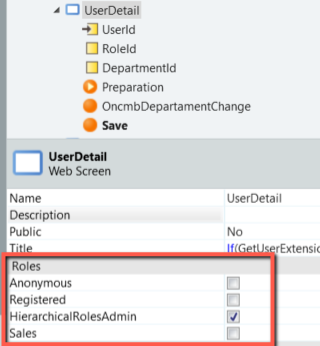 UserDetail
UserId
RoleId
DepartmentId
Preparation
OncmbDepartamentChange
Save
UserDetail
Web Screen
Name UserDetail
Description
Public No
Title If(GetUserExtensio
Roles
Anonymous
Registered
HierarchicalRolesAdmin
Sales